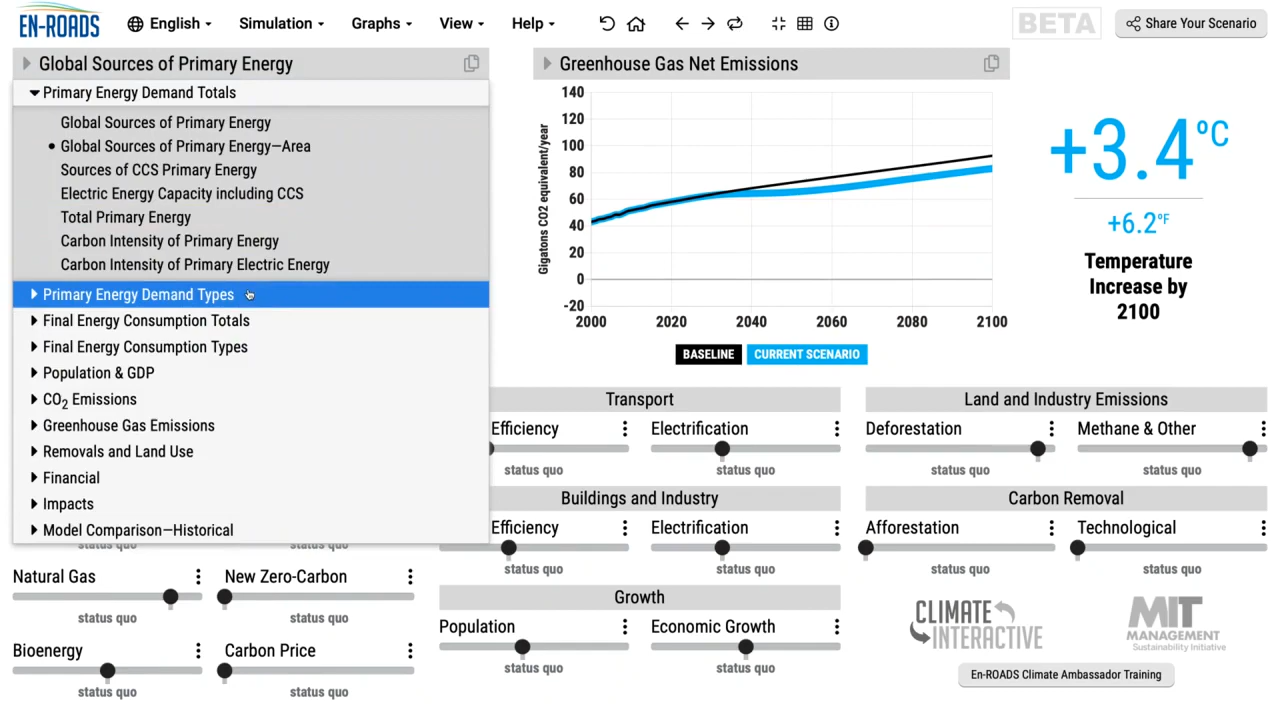 EN-ROADS
English
Simulation
Graphs
View
Help
BETA
Share Your Scenario
Global Sources of Primary Energy
Primary Energy Demand Totals
Global Sources of Primary Energy
Global Sources of Primary Energy—Area
Sources of CCS Primary Energy
Electric Energy Capacity including CCS
Total Primary Energy
Carbon Intensity of Primary Energy
Carbon Intensity of Primary Electric Energy
Primary Energy Demand Types
Final Energy Consumption Totals
Final Energy Consumption Types
Population & GDP
CO2 Emissions
Greenhouse Gas Emissions
Removals and Land Use
Financial
Impacts
Model Comparison—Historical
Greenhouse Gas Net Emissions
Gigatons CO2 equivalent/year
140
120
100
80
60
40
20
0
-20
2000 2020 2040 2060 2080 2100
BASELINE CURRENT SCENARIO
+3.4°C
+6.2°F
Temperature
Increase by
2100
status quo status quo
Natural Gas New Zero-Carbon
status quo status quo
Bioenergy Carbon Price
status quo status quo
Transport
Efficiency Electrification
status quo status quo
Buildings and Industry
Efficiency Electrification
status quo status quo
Growth
Population Economic Growth
status quo status quo
Land and Industry Emissions
Deforestation Methane & Other
status quo status quo
Carbon Removal
Afforestation Technological
status quo status quo
CLIMATE
INTERACTIVE
MIT
MANAGEMENT
Sustainability Initiative
En-ROADS Climate Ambassador Training